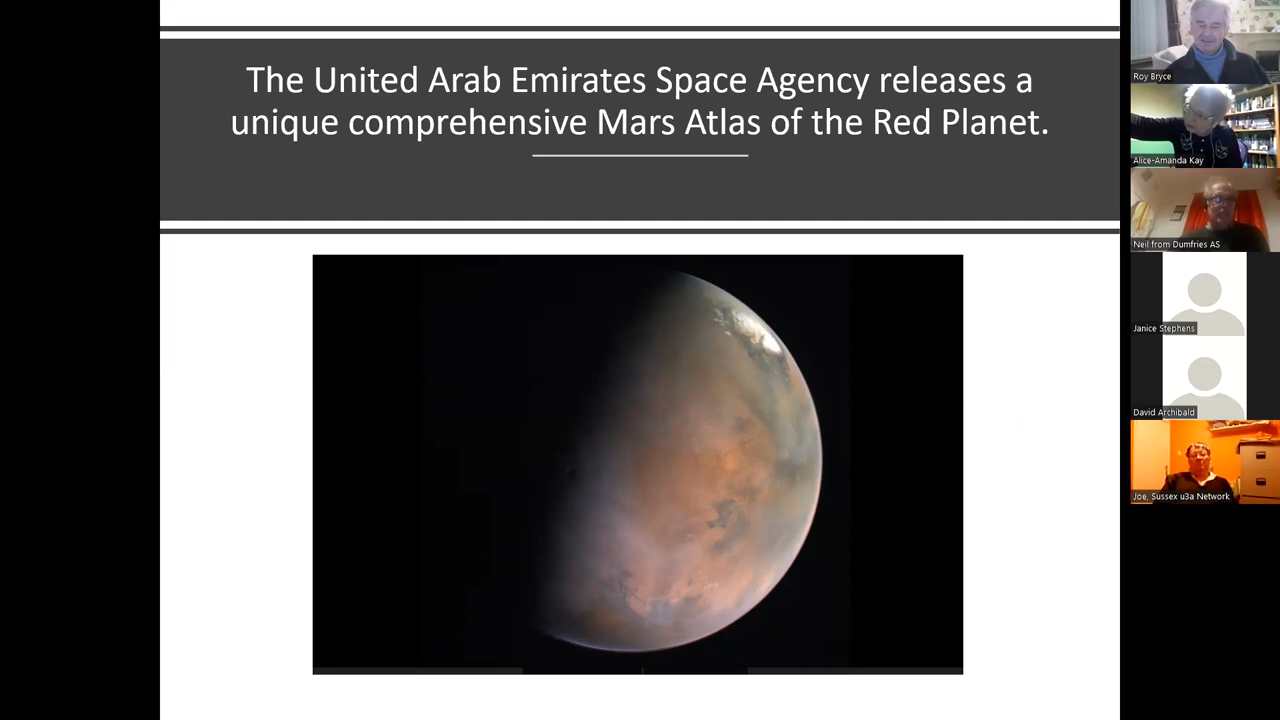 The United Arab Emirates Space Agency releases a
unique comprehensive Mars Atlas of the Red Planet.
Roy Bryce
Alice-Amanda Kay
Neil from Dumfries AS
Janice Stephens
David Archibald
Joe, Sussex u3a Network